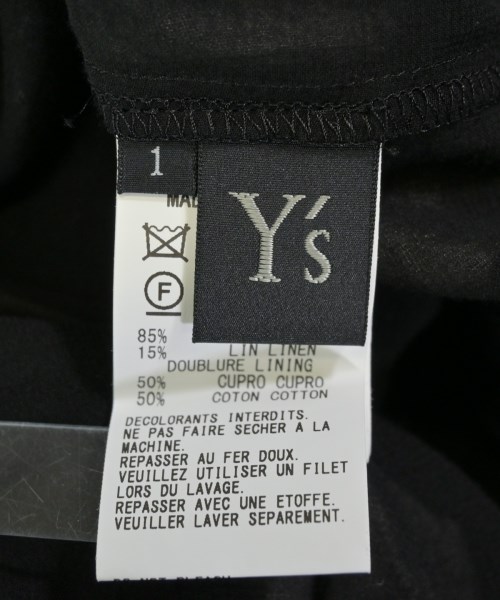 1
Y's
F
85%
15% LIN LINEN
DOUBLURE LINING
50% CUPRO CUPRO
50% COTON COTTON
DECOLORANTS INTERDITS.
NE PAS FAIRE SECHER A LA
MACHINE.
REPASSER AU FER DOUX.
VEUILLEZ UTILISER UN FILET
LORS DU LAVAGE.
REPASSER AVEC UNE ETOFFE.
VEUILLER LAVER SEPAREMENT.